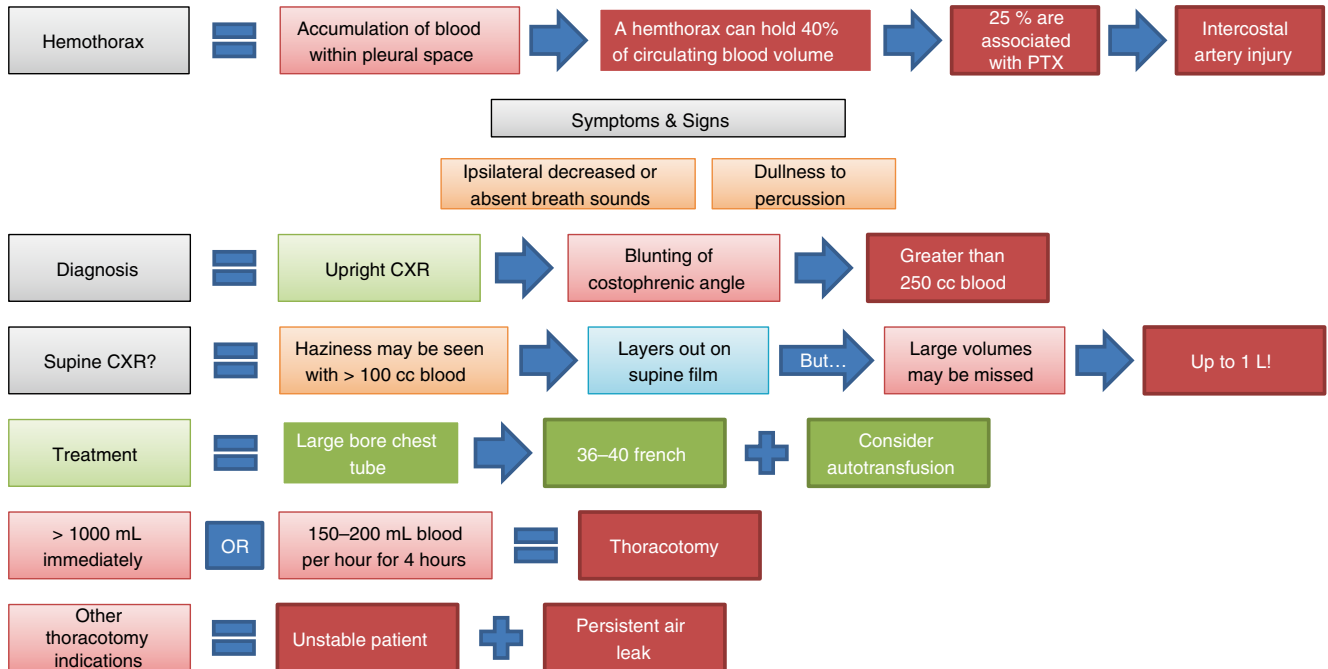 Hemothorax
Accumulation of blood
within pleural space
A hemthorax can hold 40%
of circulating blood volume
25 % are
associated
with PTX
Intercostal
artery injury
Symptoms & Signs
Ipsilateral decreased or
absent breath sounds
Dullness to
percussion
Diagnosis
Upright CXR
Blunting of
costophrenic angle
Greater than
250 cc blood
Supine CXR?
Haziness may be seen
with > 100 cc blood
Layers out on
supine film
But...
Large volumes
may be missed
Up to 1 L!
Treatment
Large bore chest
tube
36–40 french
Consider
autotransfusion
> 1000 mL
immediately
OR
150–200 mL blood
per hour for 4 hours
Thoracotomy
Other
thoracotomy
indications
Unstable patient
Persistent air
leak